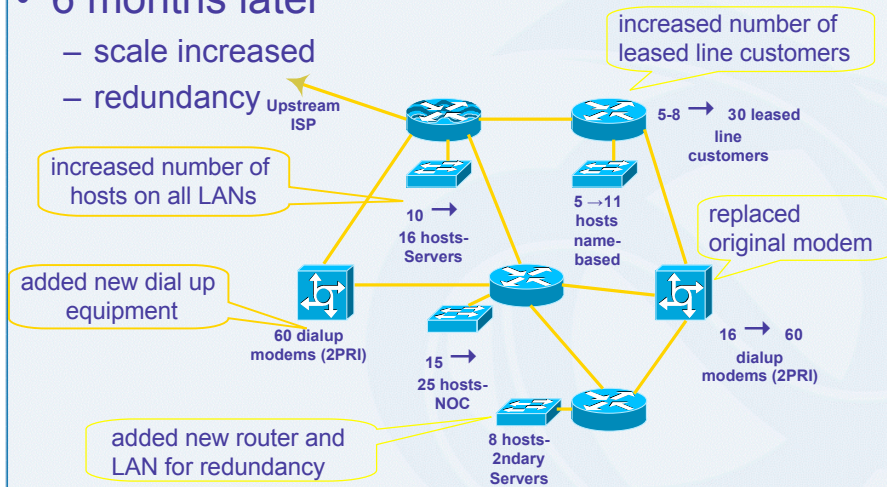 • 6 months later
– scale increased
– redundancy
Upstream
ISP
increased number of
leased line customers
5-8 → 30 leased
line
customers
increased number of
hosts on all LANs
10 →
16 hosts-
Servers
5 →11
hosts
name-
based
replaced
original modem
added new dial up
equipment
60 dialup
modems (2PRI)
15 →
25 hosts-
NOC
16 → 60
dialup
modems (2PRI)
added new router and
LAN for redundancy
8 hosts-
2ndary
Servers